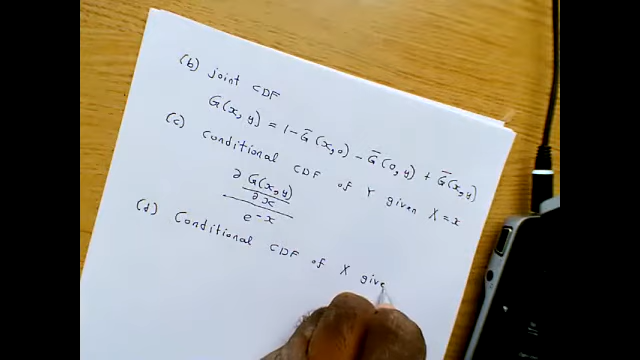 (b) joint CDF
G(x, y) = 1 - G̅(x, 0) - G̅(0, y) + G̅(x, y)
(c) Conditional CDF of Y given X = x
∂ G(x, y)
∂x
e^-x
(d) Conditional CDF of X give